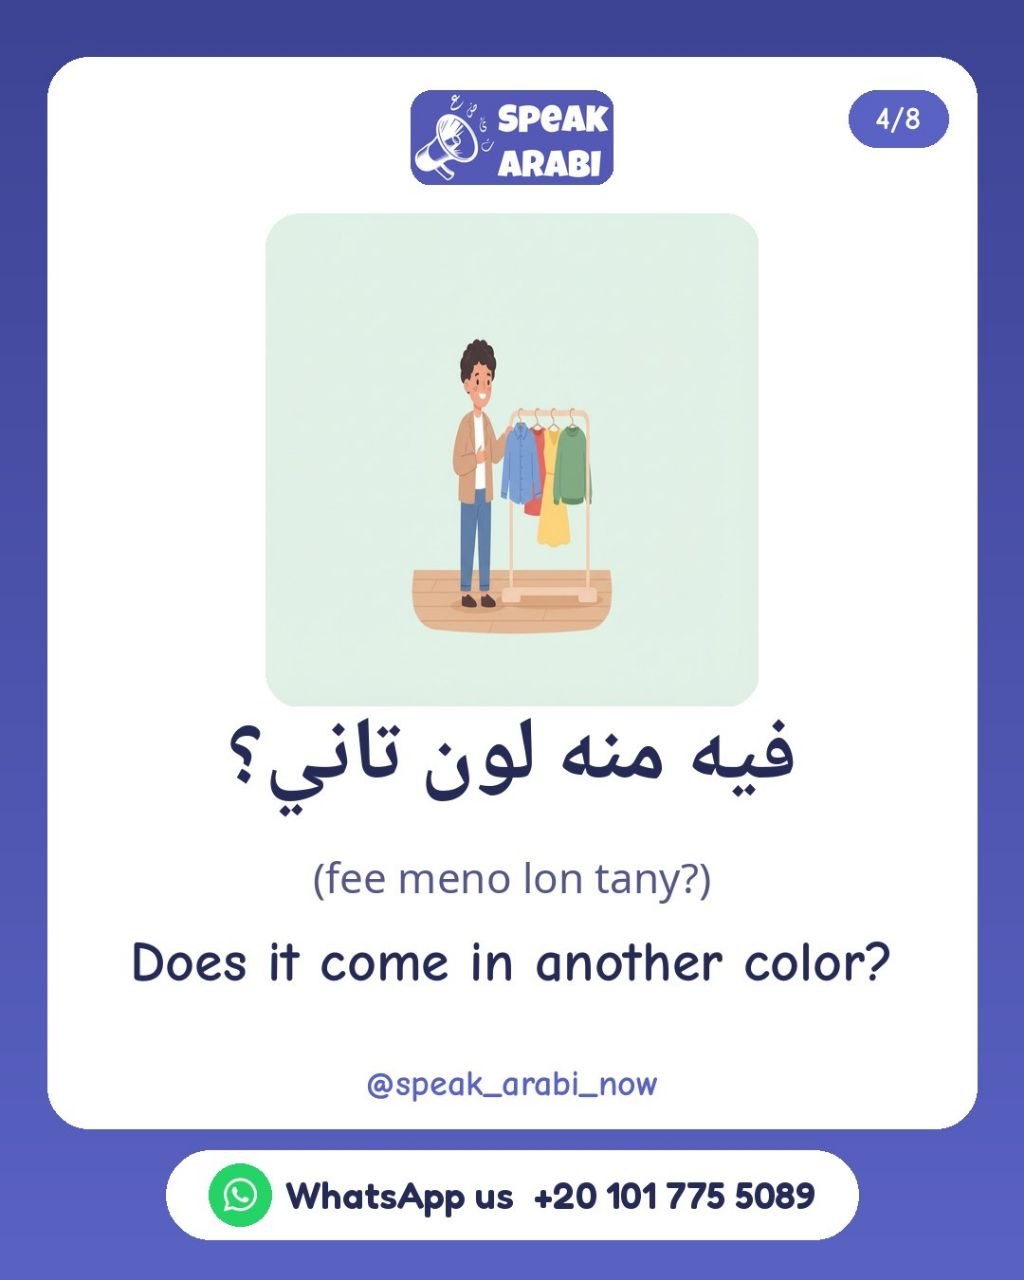 SPEAK
ARABI
4/8
فيه منه لون تاني؟
(fee meno lon tany?)
Does it come in another color?
@speak_arabi_now
WhatsApp us +20 101 775 5089